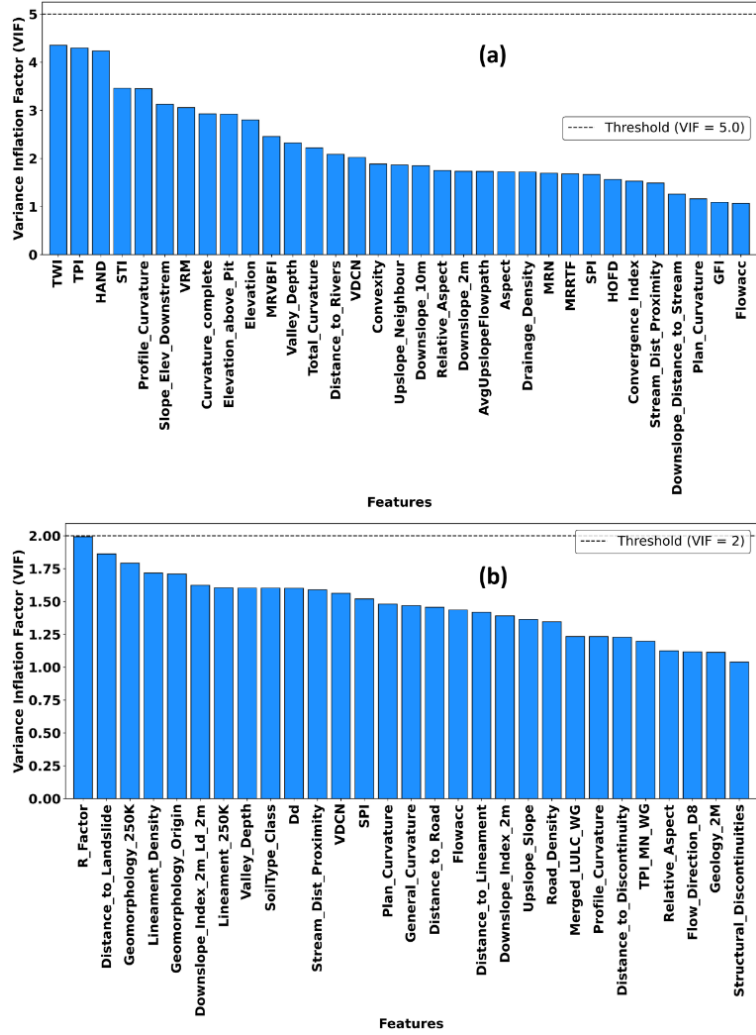 5
4
3
2
1
0
Variance Inflation Factor (VIF)
(a)
Threshold (VIF = 5.0)
TWI
TPI
HAND
STI
Profile_Curvature
Slope_Elev_Downstrem
VRM
Curvature_complete
Elevation_above_Pit
Elevation
MRVBFI
Valley_Depth
Total_Curvature
Distance_to_Rivers
VDCN
Convexity
Upslope_Neighbour
Downslope_10m
Relative_Aspect
Downslope_2m
AvgUpslopeFlowpath
Aspect
Drainage_Density
MRN
MRRTF
SPI
HOFD
Convergence_Index
Stream_Dist_Proximity
Downslope_Distance_to_Stream
Plan_Curvature
GFI
Flowacc
Features
2.00
1.75
1.50
1.25
1.00
0.75
0.50
0.25
0.00
Variance Inflation Factor (VIF)
(b)
Threshold (VIF = 2)
R_Factor
Distance_to_Landslide
Geomorphology_250K
Lineament_Density
Geomorphology_Origin
Downslope_Index_2m_Ld_2m
Lineament_250K
Valley_Depth
SoilType_Class
Dd
Stream_Dist_Proximity
VDCN
SPI
Plan_Curvature
General_Curvature
Distance_to_Road
Flowacc
Distance_to_Lineament
Downslope_Index_2m
Upslope_Slope
Road_Density
Merged_LULC_WG
Profile_Curvature
Distance_to_Discontinuity
TPI_MN_WG
Relative_Aspect
Flow_Direction_D8
Geology_2M
Structural_Discontinuities
Features